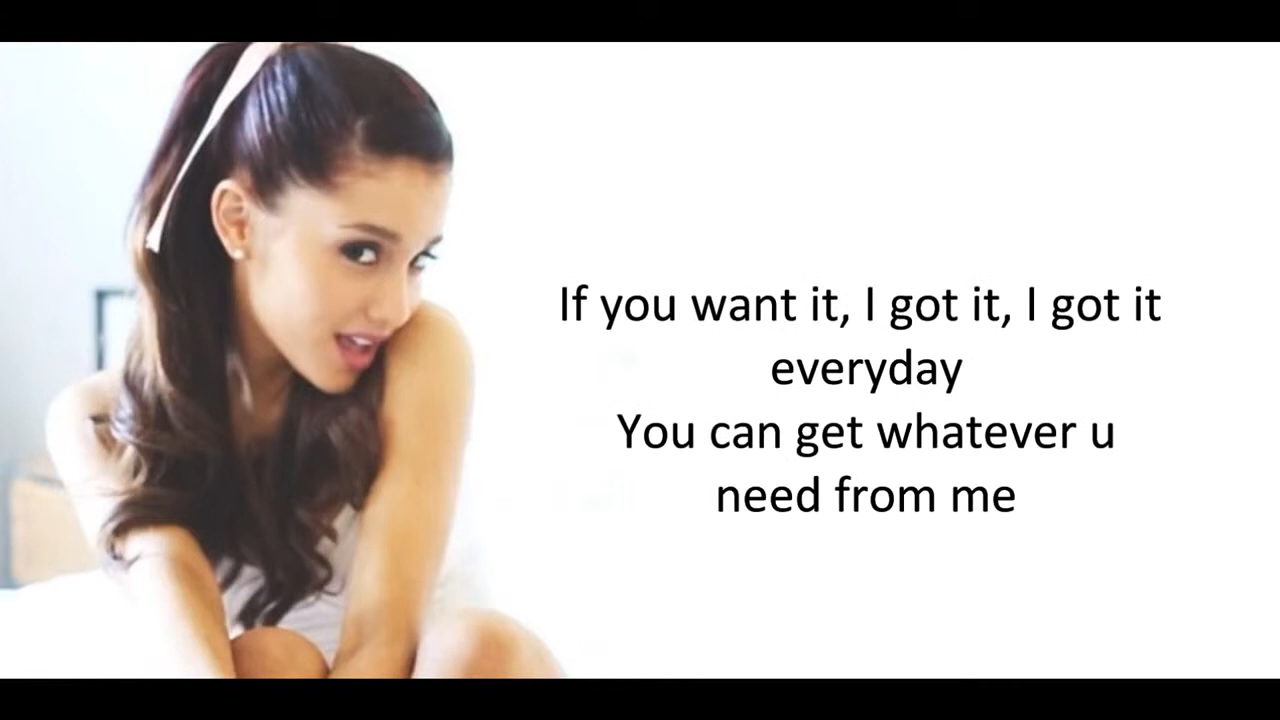 If you want it, I got it, I got it
everyday
You can get whatever u
need from me